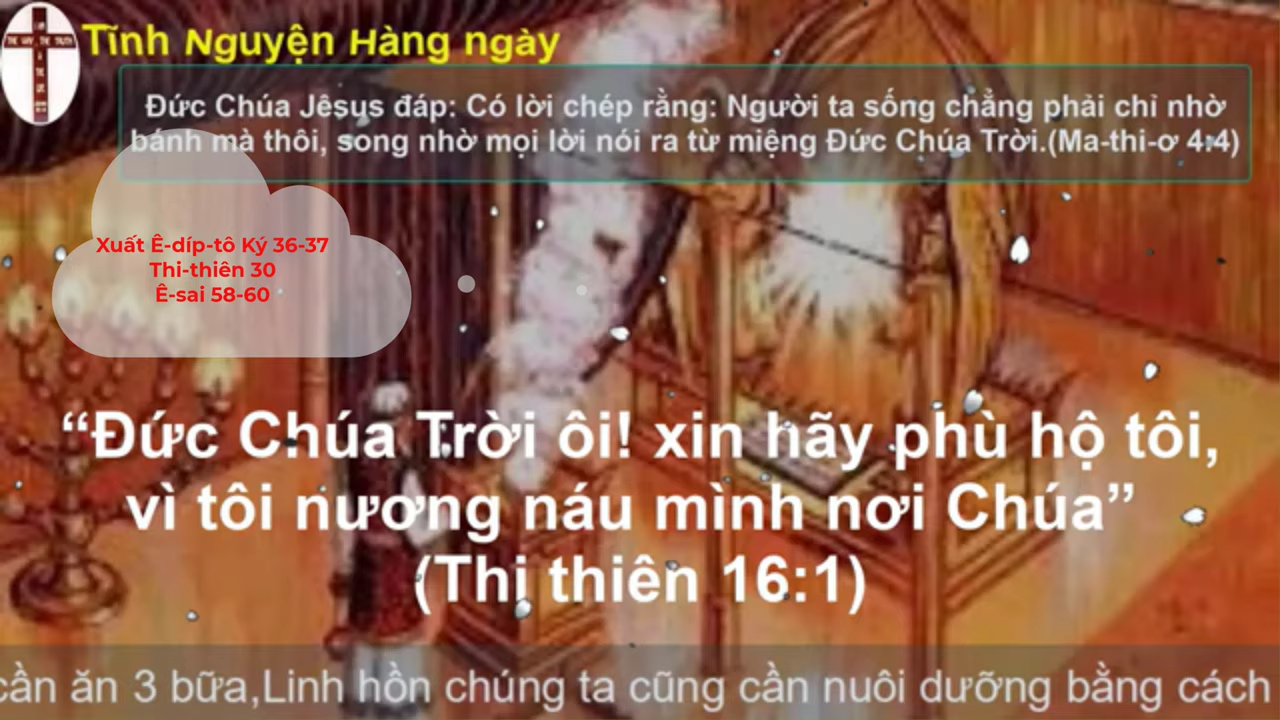 Tĩnh Nguyện Hàng ngày
Đức Chúa Jêsus đáp: Có lời chép rằng: Người ta sống chẳng phải chỉ nhờ
bánh mà thôi, song nhờ mọi lời nói ra từ miệng Đức Chúa Trời.(Ma-thi-ơ 4:4)
Xuất Ê-díp-tô Ký 36-37
Thi-thiên 30
Ê-sai 58-60
“Đức Chúa Trời ôi! xin hãy phù hộ tôi,
vì tôi nương náu mình nơi Chúa”
(Thi thiên 16:1)
cần ăn 3 bữa,Linh hồn chúng ta cũng cần nuôi dưỡng bằng cách